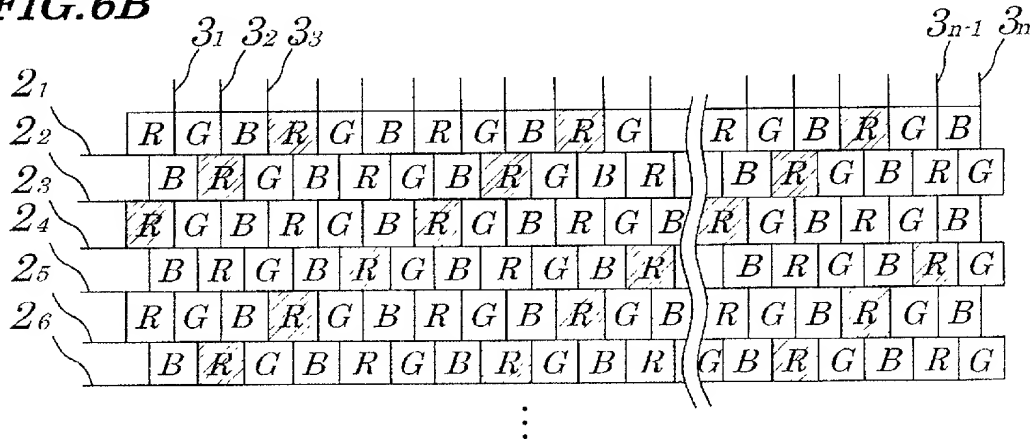 FIG.6B
3₁ 3₂ 3₃ 3ₙ₋₁ 3ₙ
2₁
2₂ R G B R G B R G B R G R G B R G B
B R G B R G B R G B R B R G B R G
2₃
R G B R G B R G B R G B R G B R G B
2₄
B R G B R G B R G B R B R G B R G
2₅
R G B R G B R G B R G B R G B R G B
2₆
B R G B R G B R G B R G B R G B R G